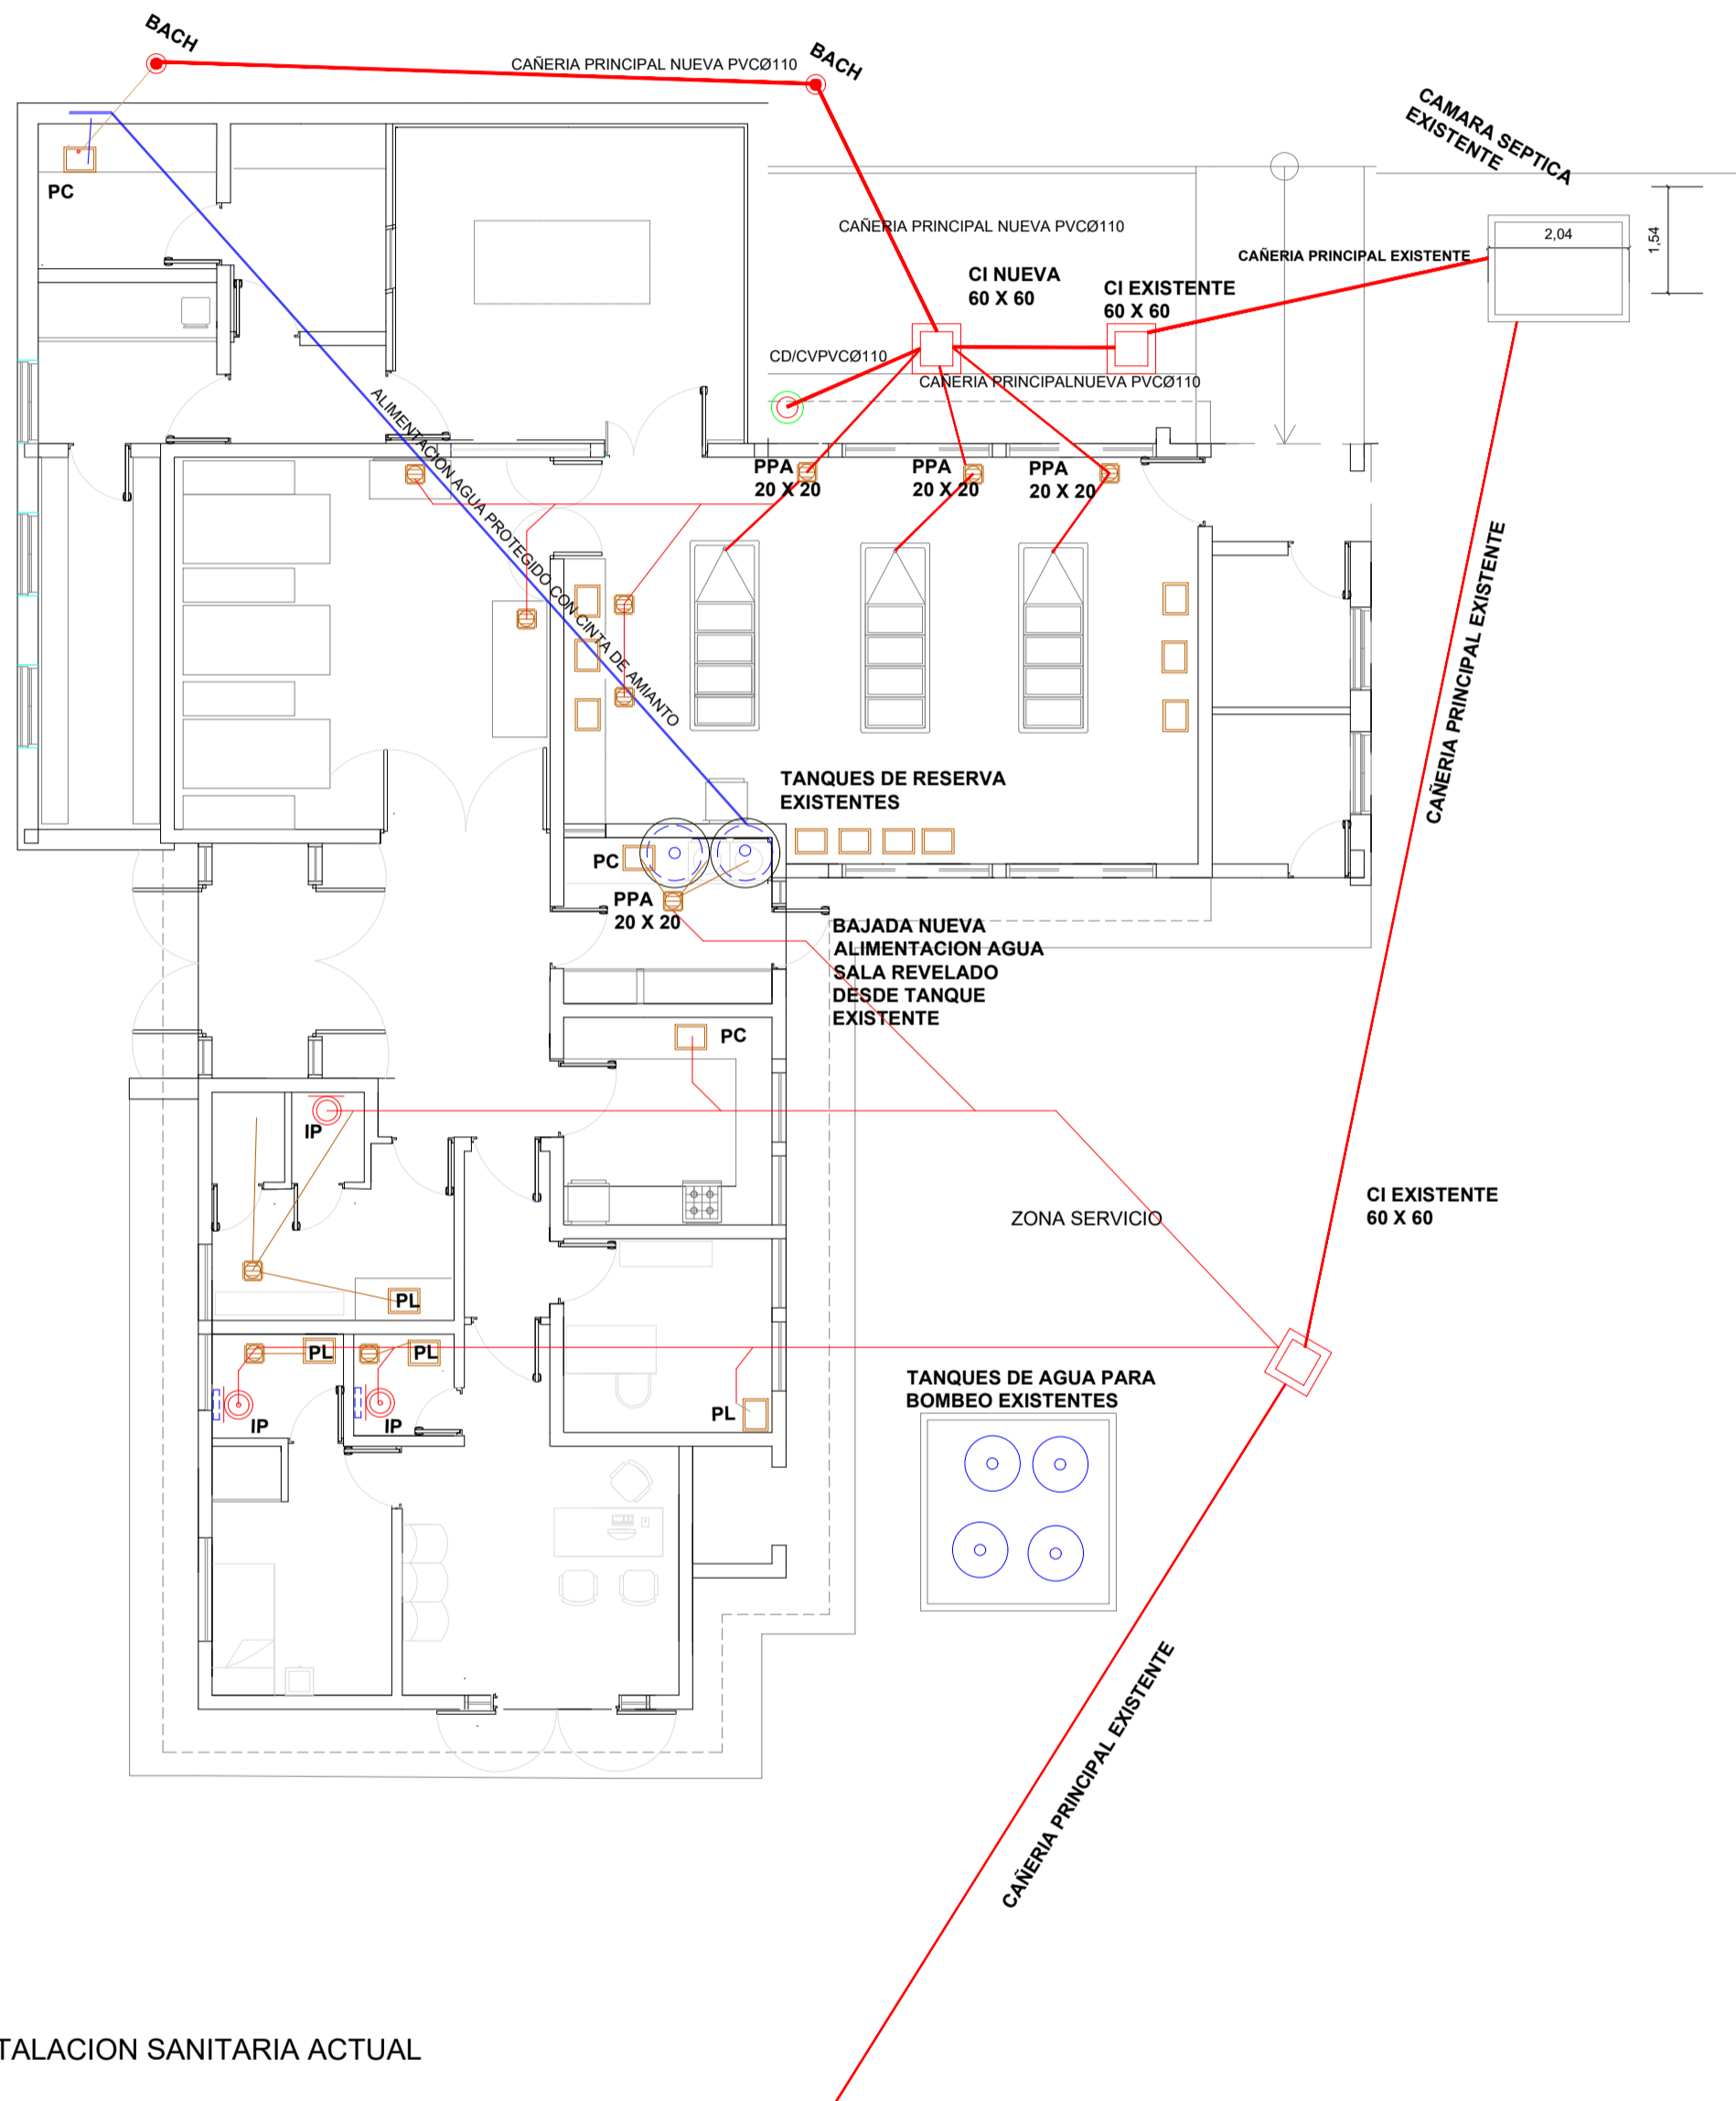 BACH
CAÑERIA PRINCIPAL NUEVA PVCØ110
BACH
CAMARA SEPTICA
EXISTENTE
PC
CAÑERIA PRINCIPAL NUEVA PVCØ110
2,04
1,54
CAÑERIA PRINCIPAL EXISTENTE
CI NUEVA
60 X 60
CI EXISTENTE
60 X 60
CD/CVPVCØ110
CAÑERIA PRINCIPALNUEVA PVCØ110
ALIMENTACION AGUA PROTEGIDO CON CINTA DE AMIANTO
PPA
20 X 20
PPA
20 X 20
PPA
20 X 20
CAÑERIA PRINCIPAL EXISTENTE
TANQUES DE RESERVA
EXISTENTES
PC
PPA
20 X 20
BAJADA NUEVA
ALIMENTACION AGUA
SALA REVELADO
DESDE TANQUE
EXISTENTE
PC
IP
CI EXISTENTE
60 X 60
ZONA SERVICIO
PL
PL
PL
TANQUES DE AGUA PARA
BOMBEO EXISTENTES
PL
IP
IP
CAÑERIA PRINCIPAL EXISTENTE
TALACION SANITARIA ACTUAL